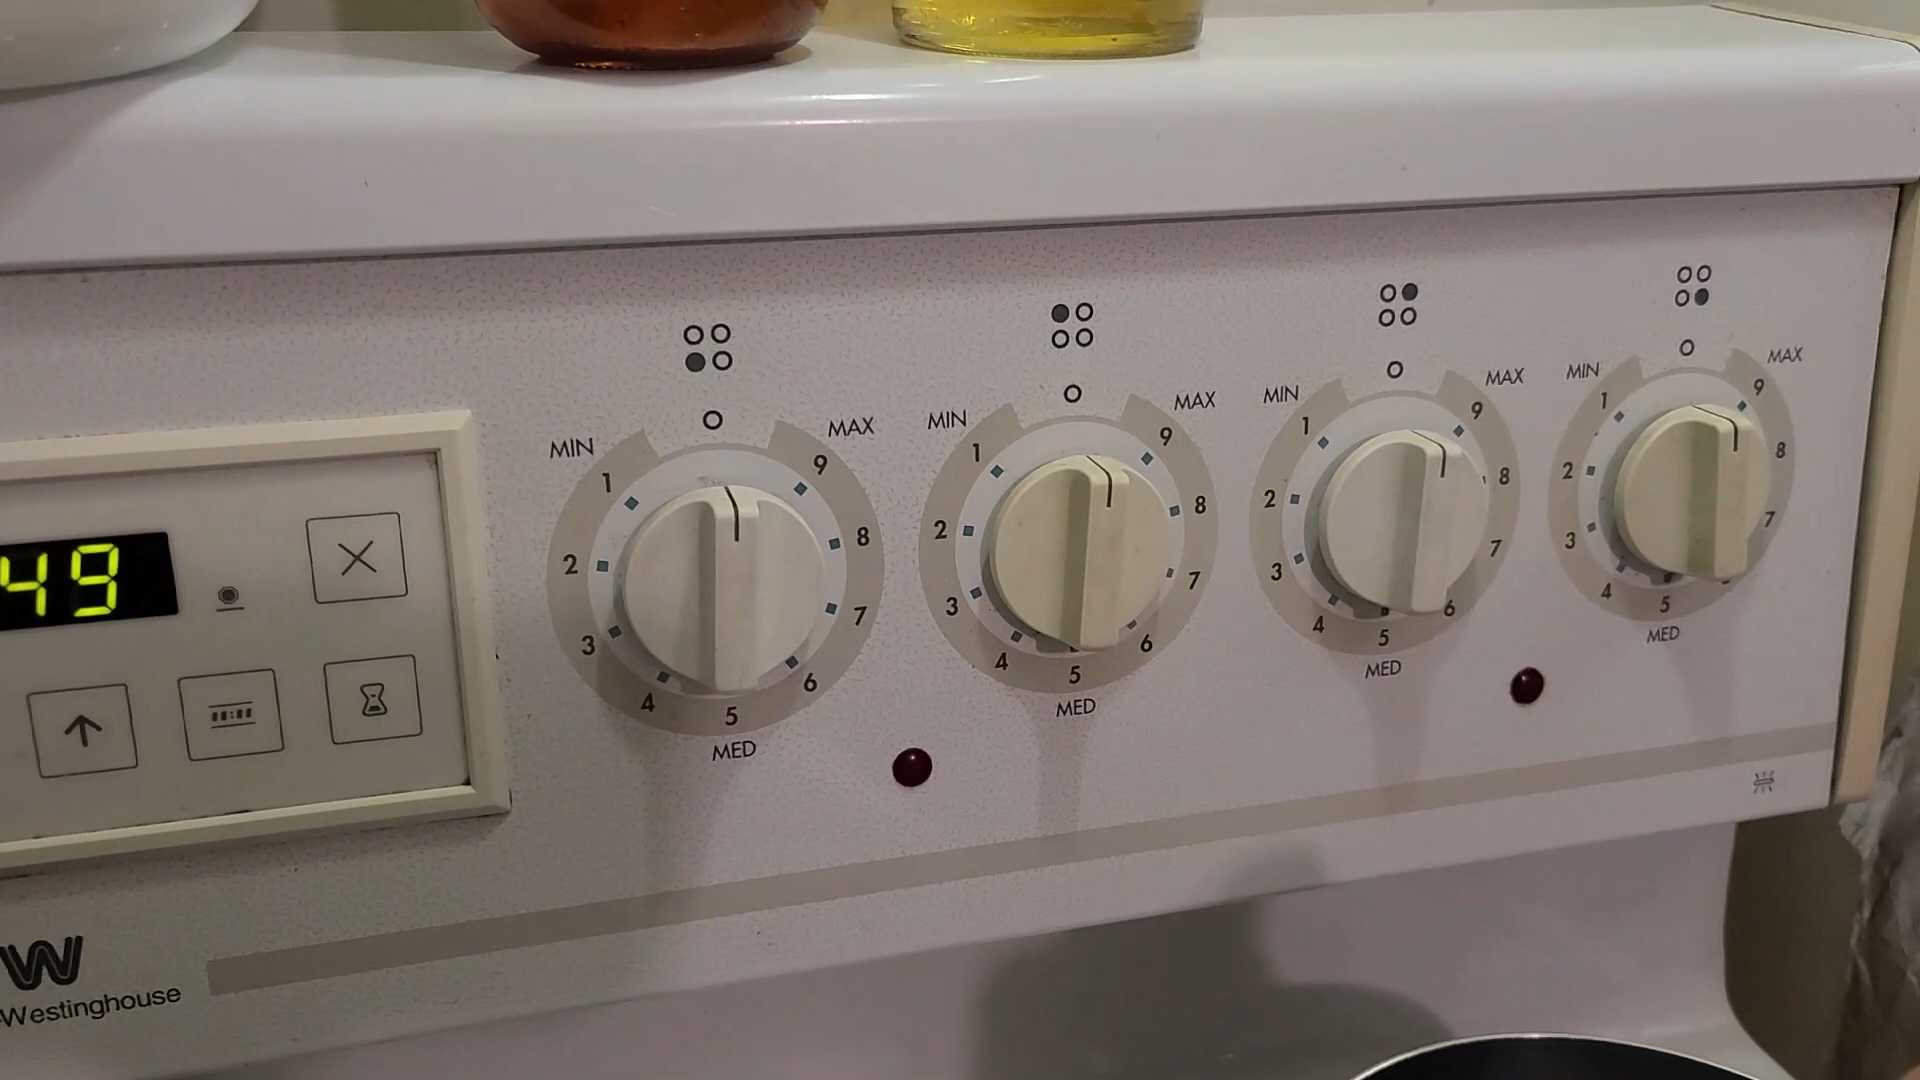 49
Westinghouse
MIN 1 2 3 4 5 6 7 8 9 MAX
MED
MIN 1 2 3 4 5 6 7 8 9 MAX
MED
MIN 1 2 3 4 5 6 7 8 9 MAX
MED
MIN 1 2 3 4 5 7 8 9 MAX
MED